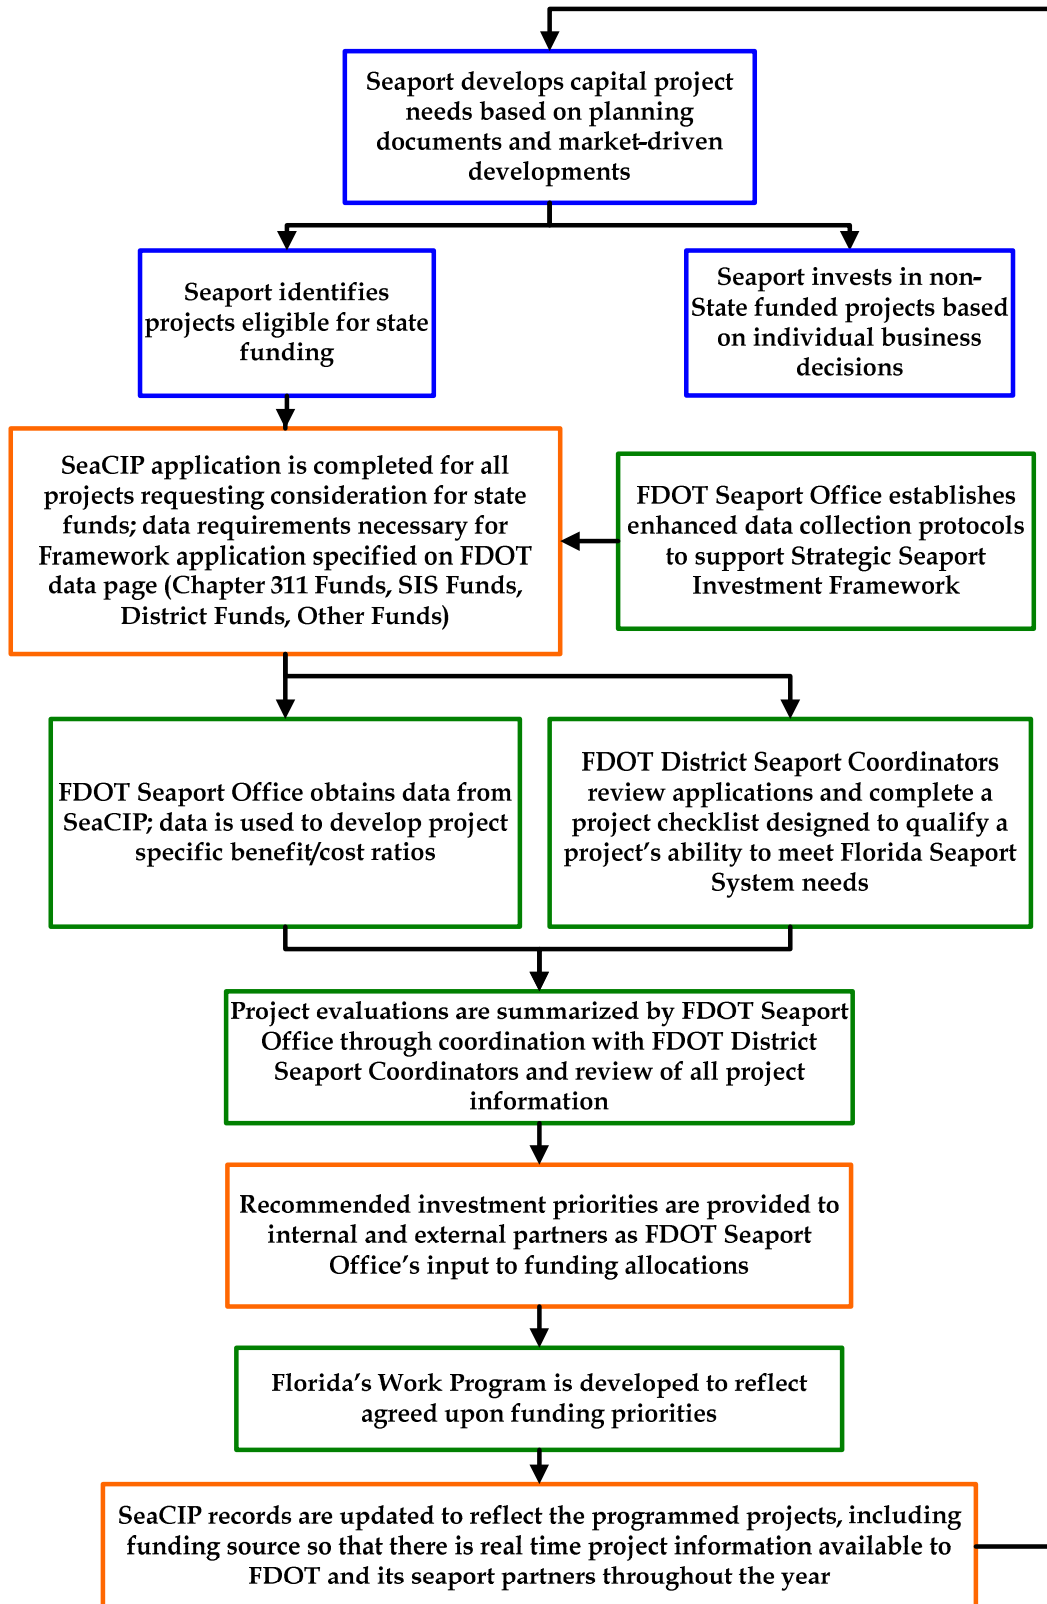 Seaport develops capital project
needs based on planning
documents and market-driven
developments
Seaport identifies
projects eligible for state
funding
Seaport invests in non-
State funded projects based
on individual business
decisions
SeaCIP application is completed for all
projects requesting consideration for state
funds; data requirements necessary for
Framework application specified on FDOT
data page (Chapter 311 Funds, SIS Funds,
District Funds, Other Funds)
FDOT Seaport Office establishes
enhanced data collection protocols
to support Strategic Seaport
Investment Framework
FDOT Seaport Office obtains data from
SeaCIP; data is used to develop project
specific benefit/cost ratios
FDOT District Seaport Coordinators
review applications and complete a
project checklist designed to qualify a
project's ability to meet Florida Seaport
System needs
Project evaluations are summarized by FDOT Seaport
Office through coordination with FDOT District
Seaport Coordinators and review of all project
information
Recommended investment priorities are provided to
internal and external partners as FDOT Seaport
Office's input to funding allocations
Florida's Work Program is developed to reflect
agreed upon funding priorities
SeaCIP records are updated to reflect the programmed projects, including
funding source so that there is real time project information available to
FDOT and its seaport partners throughout the year